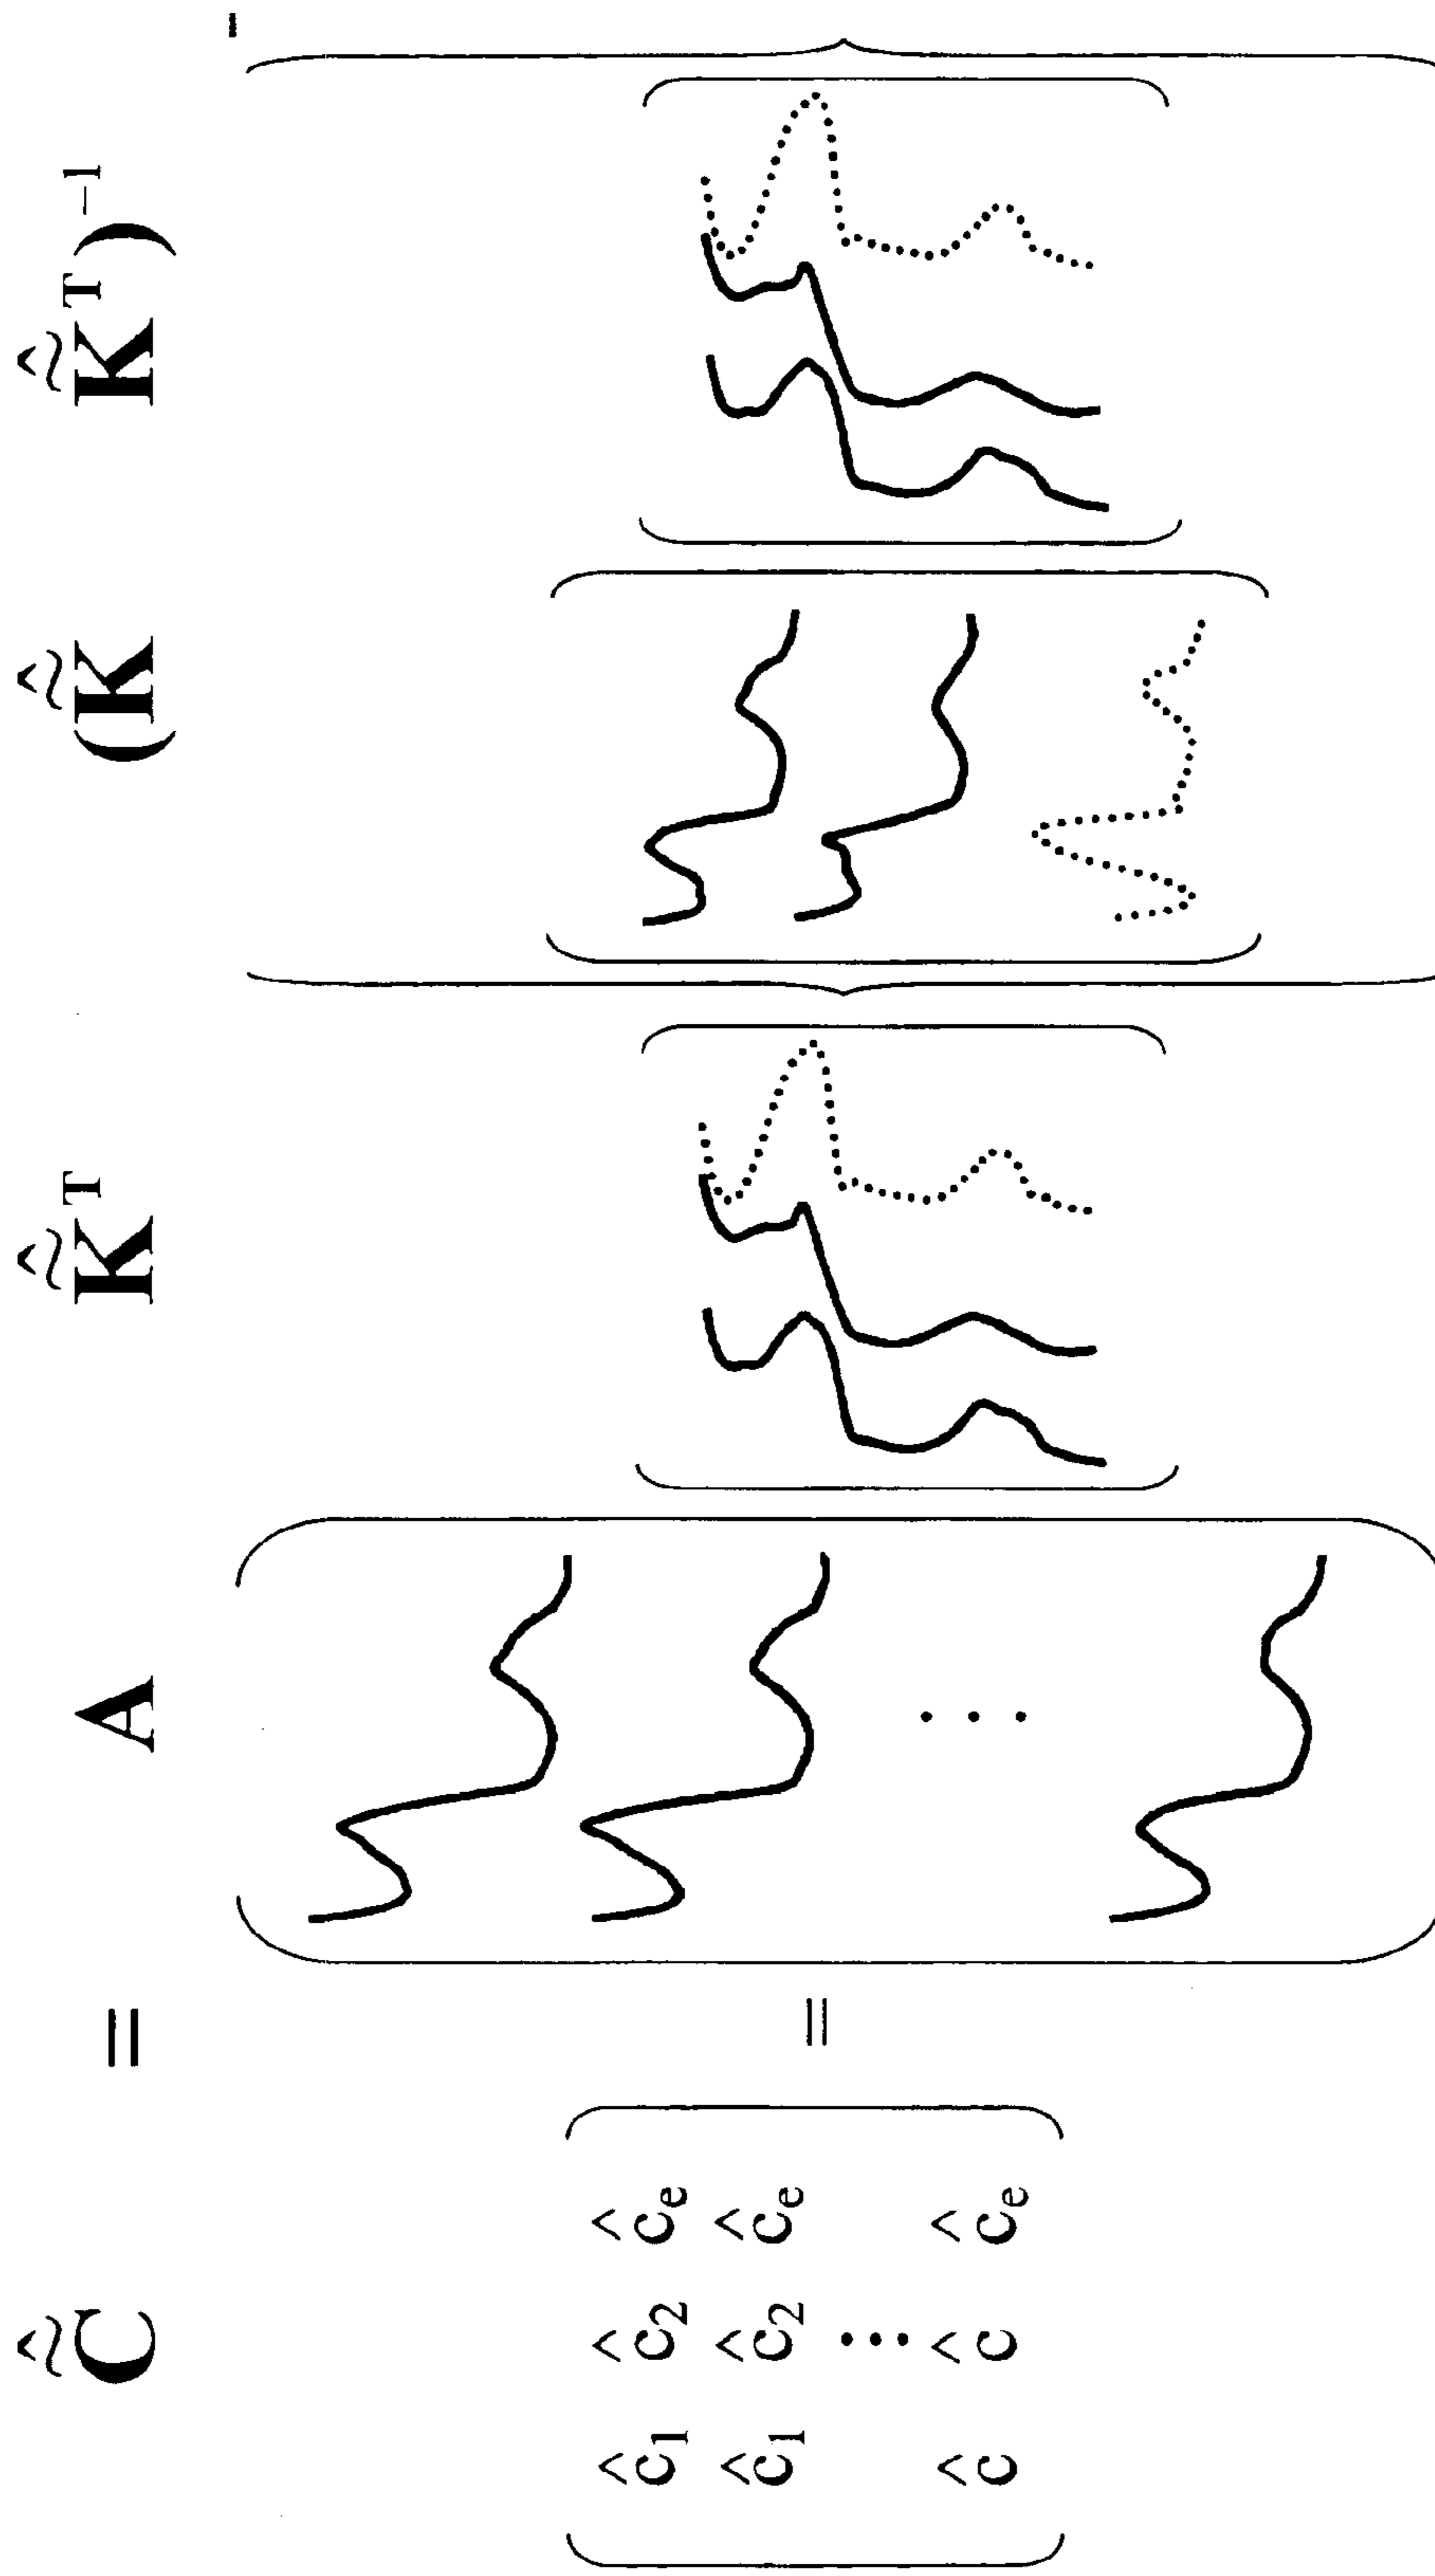 C̃̂ = A K̃̂ᵀ (K̃̂ K̃̂ᵀ)⁻¹
ĉ₁ ĉ₂ ĉₑ
ĉ₁ ĉ₂ ĉₑ =
ĉ ĉ ĉₑ